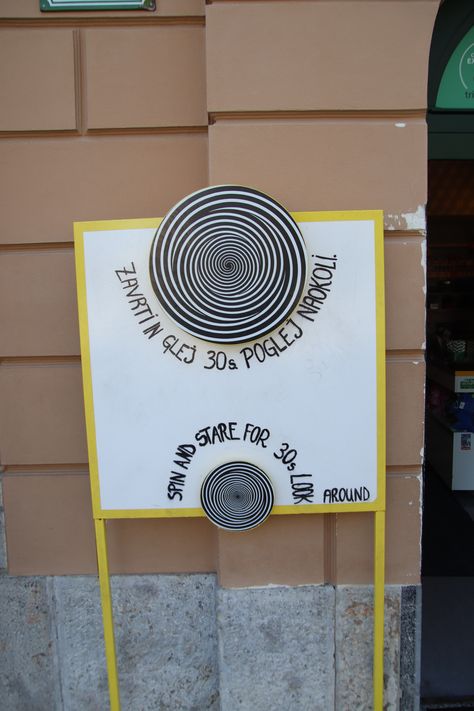 ZAVRTI IN GLEJ 30s POGLEJ NAOKOLI.
SPIN AND STARE FOR 30s LOOK AROUND